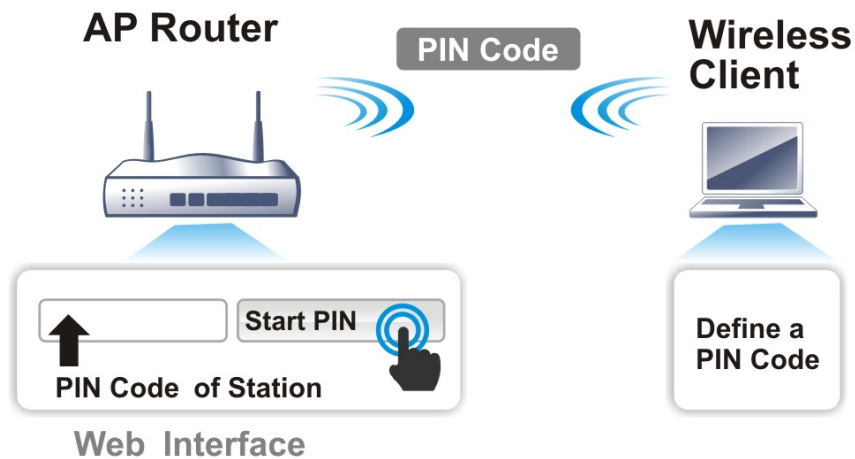 AP Router
PIN Code
Wireless
Client
Start PIN
PIN Code of Station
Web Interface
Define a
PIN Code